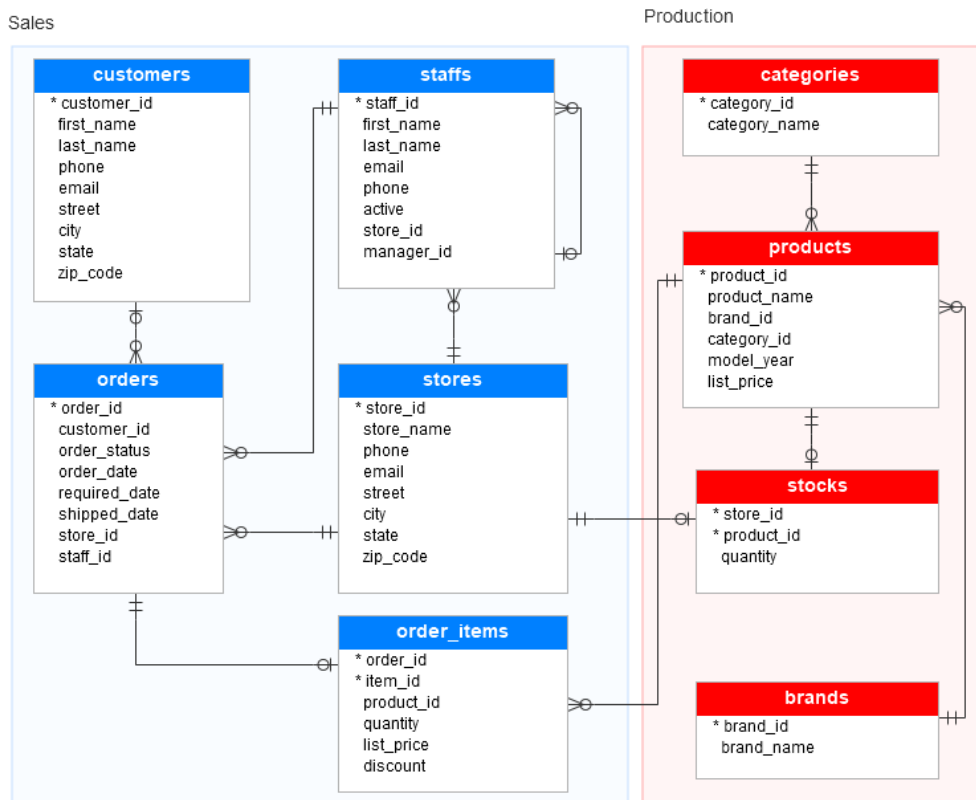 Sales
customers
* customer_id
first_name
last_name
phone
email
street
city
state
zip_code
staffs
* staff_id
first_name
last_name
email
phone
active
store_id
manager_id
orders
* order_id
customer_id
order_status
order_date
required_date
shipped_date
store_id
staff_id
stores
* store_id
store_name
phone
email
street
city
state
zip_code
order_items
* order_id
* item_id
product_id
quantity
list_price
discount
Production
categories
* category_id
category_name
products
* product_id
product_name
brand_id
category_id
model_year
list_price
stocks
* store_id
* product_id
quantity
brands
* brand_id
brand_name